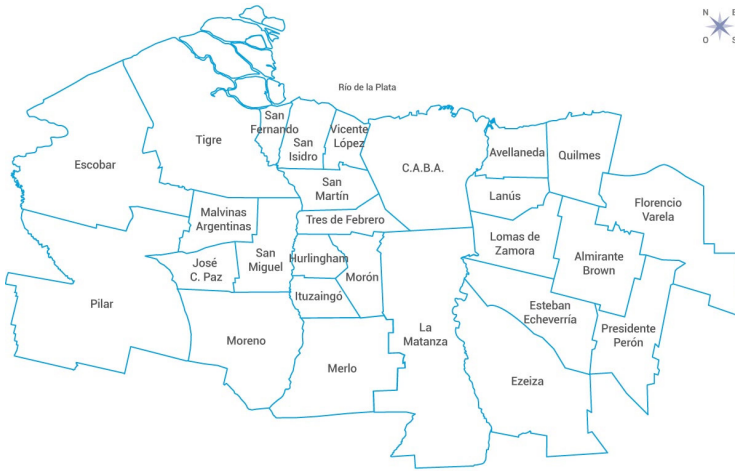 N E
O S
Río de la Plata
San
Fernando
San
Isidro
Vicente
López
Escobar
Tigre
C.A.B.A.
Avellaneda
Quilmes
San
Martín
Lanús
Florencio
Varela
Malvinas
Argentinas
Tres de Febrero
Lomas de
Zamora
San
Miguel
Hurlingham
Morón
Almirante
Brown
José
C. Paz
Ituzaingó
Pilar
Esteban
Echeverría
Moreno
La
Matanza
Presidente
Perón
Merlo
Ezeiza